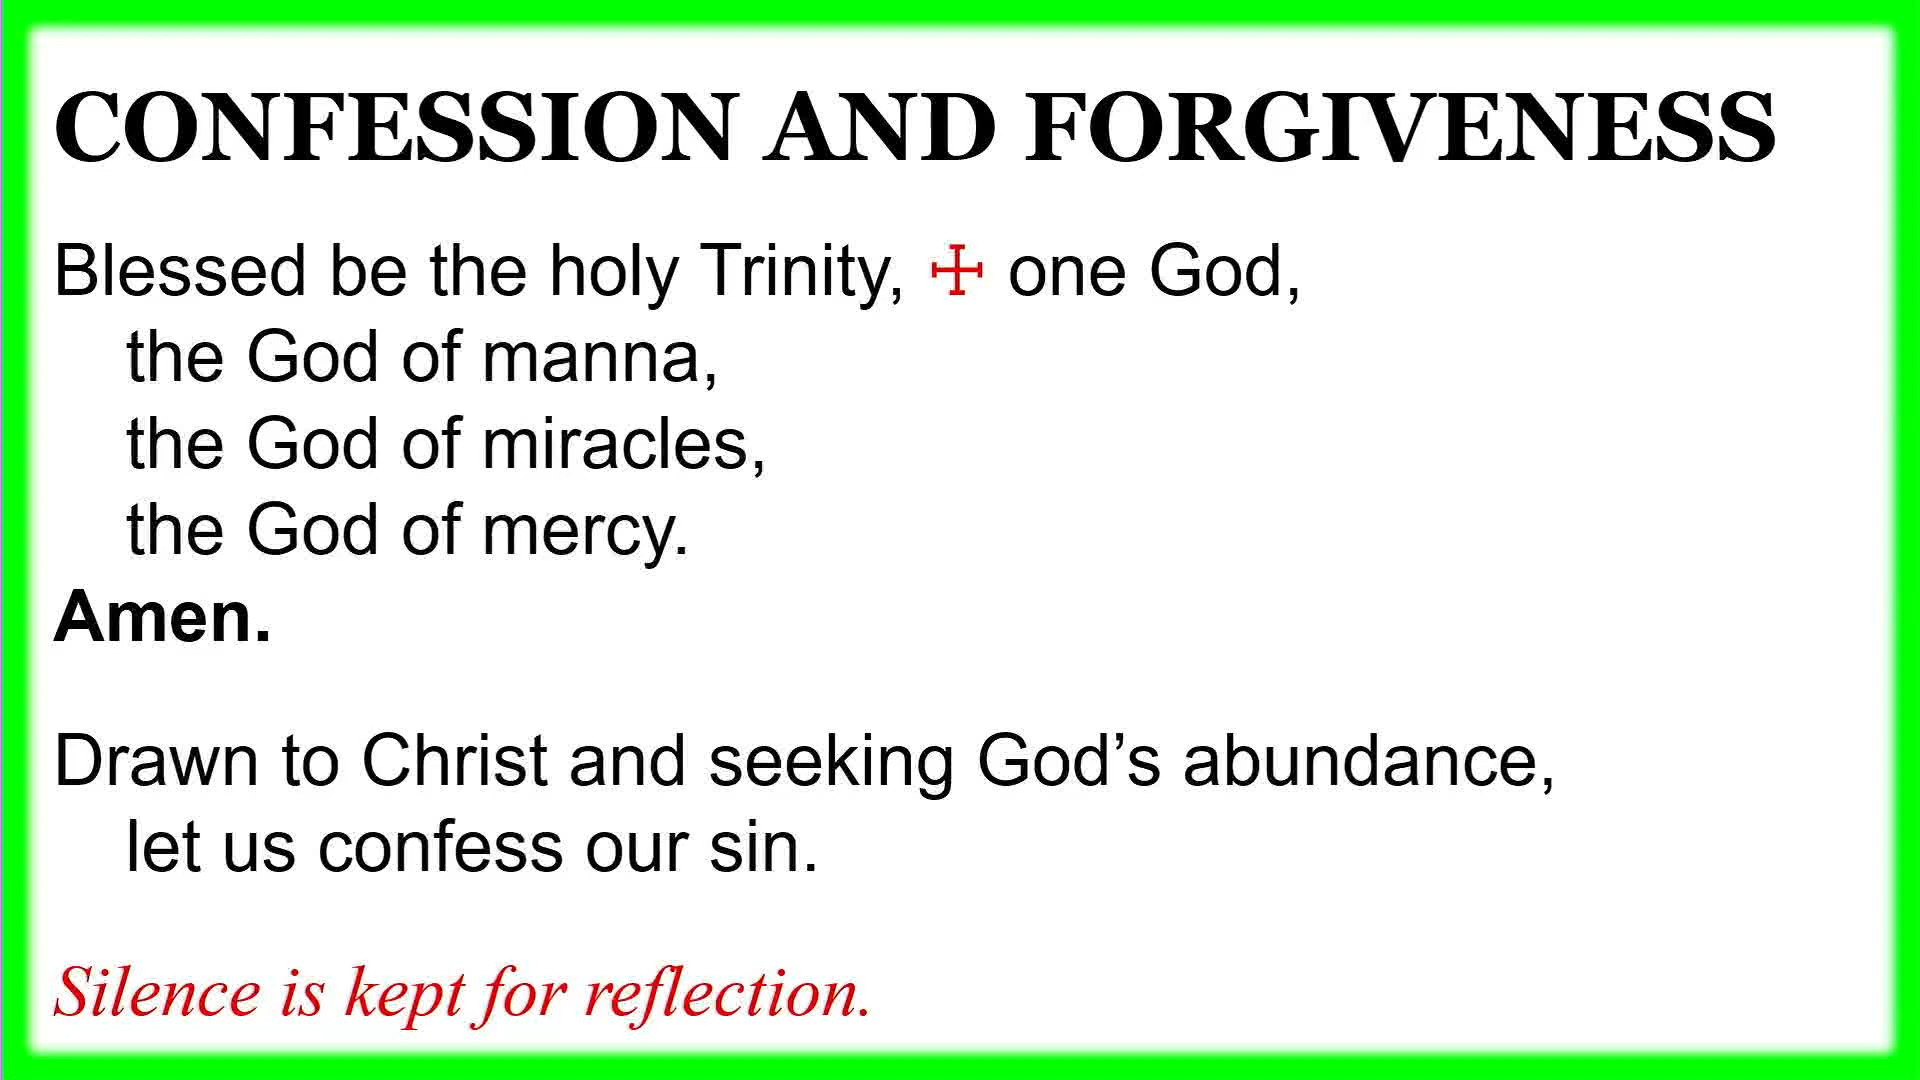 CONFESSION AND FORGIVENESS
Blessed be the holy Trinity, ☩ one God,
the God of manna,
the God of miracles,
the God of mercy.
Amen.
Drawn to Christ and seeking God’s abundance,
let us confess our sin.
Silence is kept for reflection.